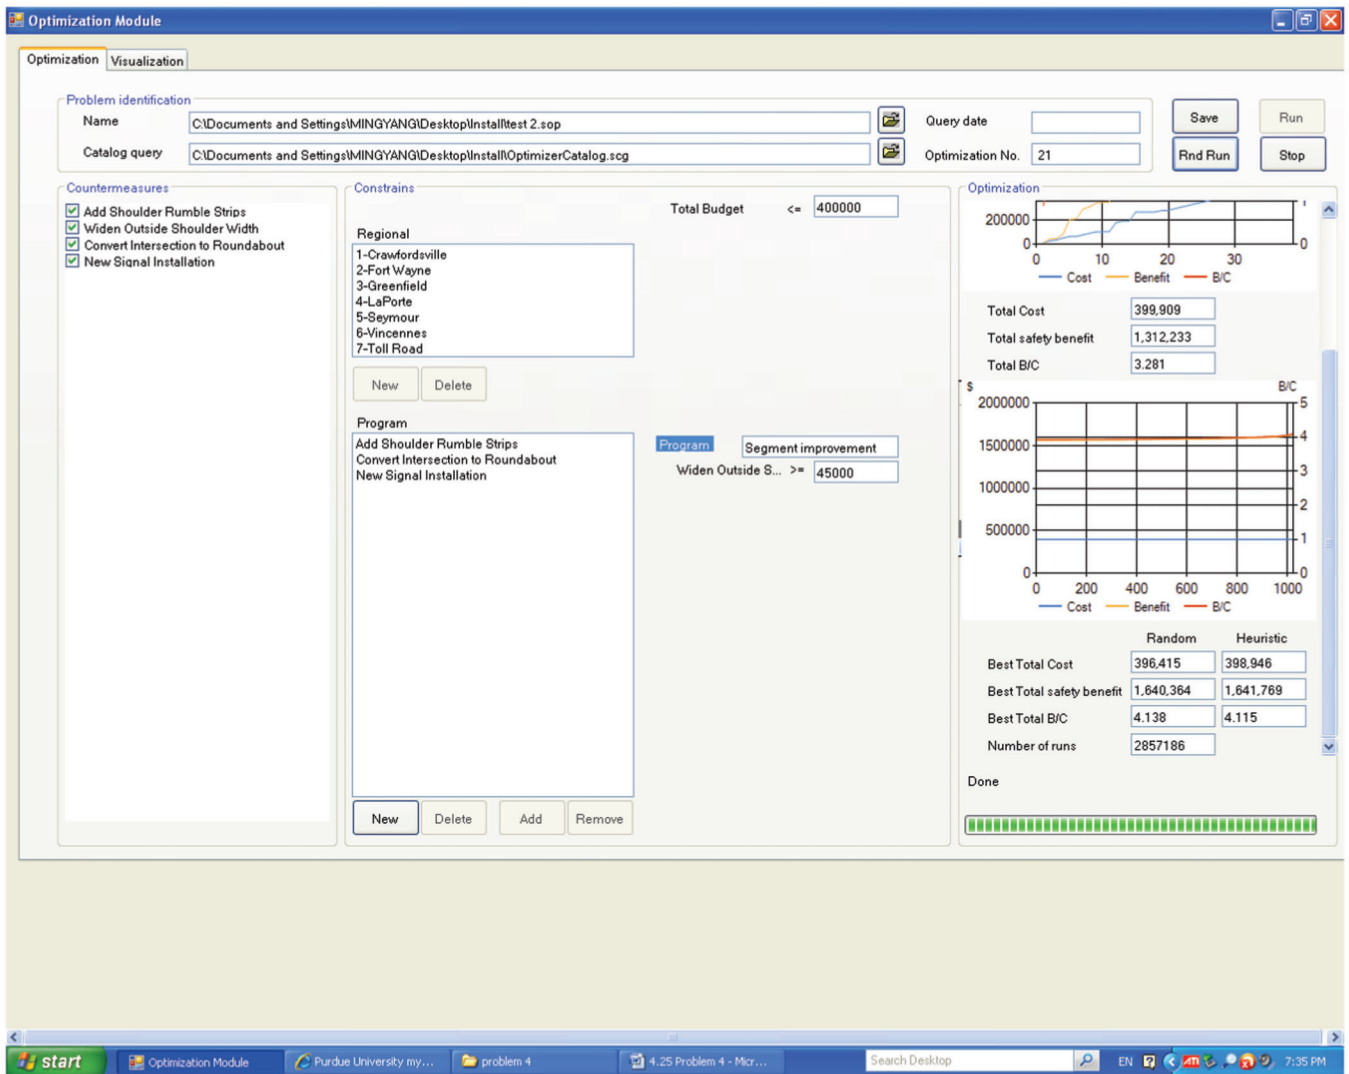 Optimization Module
Optimization Visualization
Problem identification
Name C:\Documents and Settings\MINGYANG\Desktop\Install\test 2.sop Query date Save Run
Catalog query C:\Documents and Settings\MINGYANG\Desktop\Install\OptimizerCatalog.scg Optimization No. 21 Rnd Run Stop
Countermeasures
Add Shoulder Rumble Strips
Widen Outside Shoulder Width
Convert Intersection to Roundabout
New Signal Installation
Constrains
Total Budget <= 400000
Regional
1-Crawfordsville
2-Fort Wayne
3-Greenfield
4-LaPorte
5-Seymour
6-Vincennes
7-Toll Road
New Delete
Program
Add Shoulder Rumble Strips
Convert Intersection to Roundabout
New Signal Installation
Program Segment improvement
Widen Outside S... >= 45000
New Delete Add Remove
Optimization
200000 1
0 0
0 10 20 30
Cost Benefit B/C
Total Cost 399,909
Total safety benefit 1,312,233
Total B/C 3.281
$ B/C
2000000 5
1500000 4
3
1000000
2
500000 1
0 0
0 200 400 600 800 1000
Cost Benefit B/C
Random Heuristic
Best Total Cost 396,415 398,946
Best Total safety benefit 1,640,364 1,641,769
Best Total B/C 4.138 4.115
Number of runs 2857186
Done
start Optimization Module Purdue University my... problem 4 4.25 Problem 4 - Micr... Search Desktop EN ATI 7:35 PM